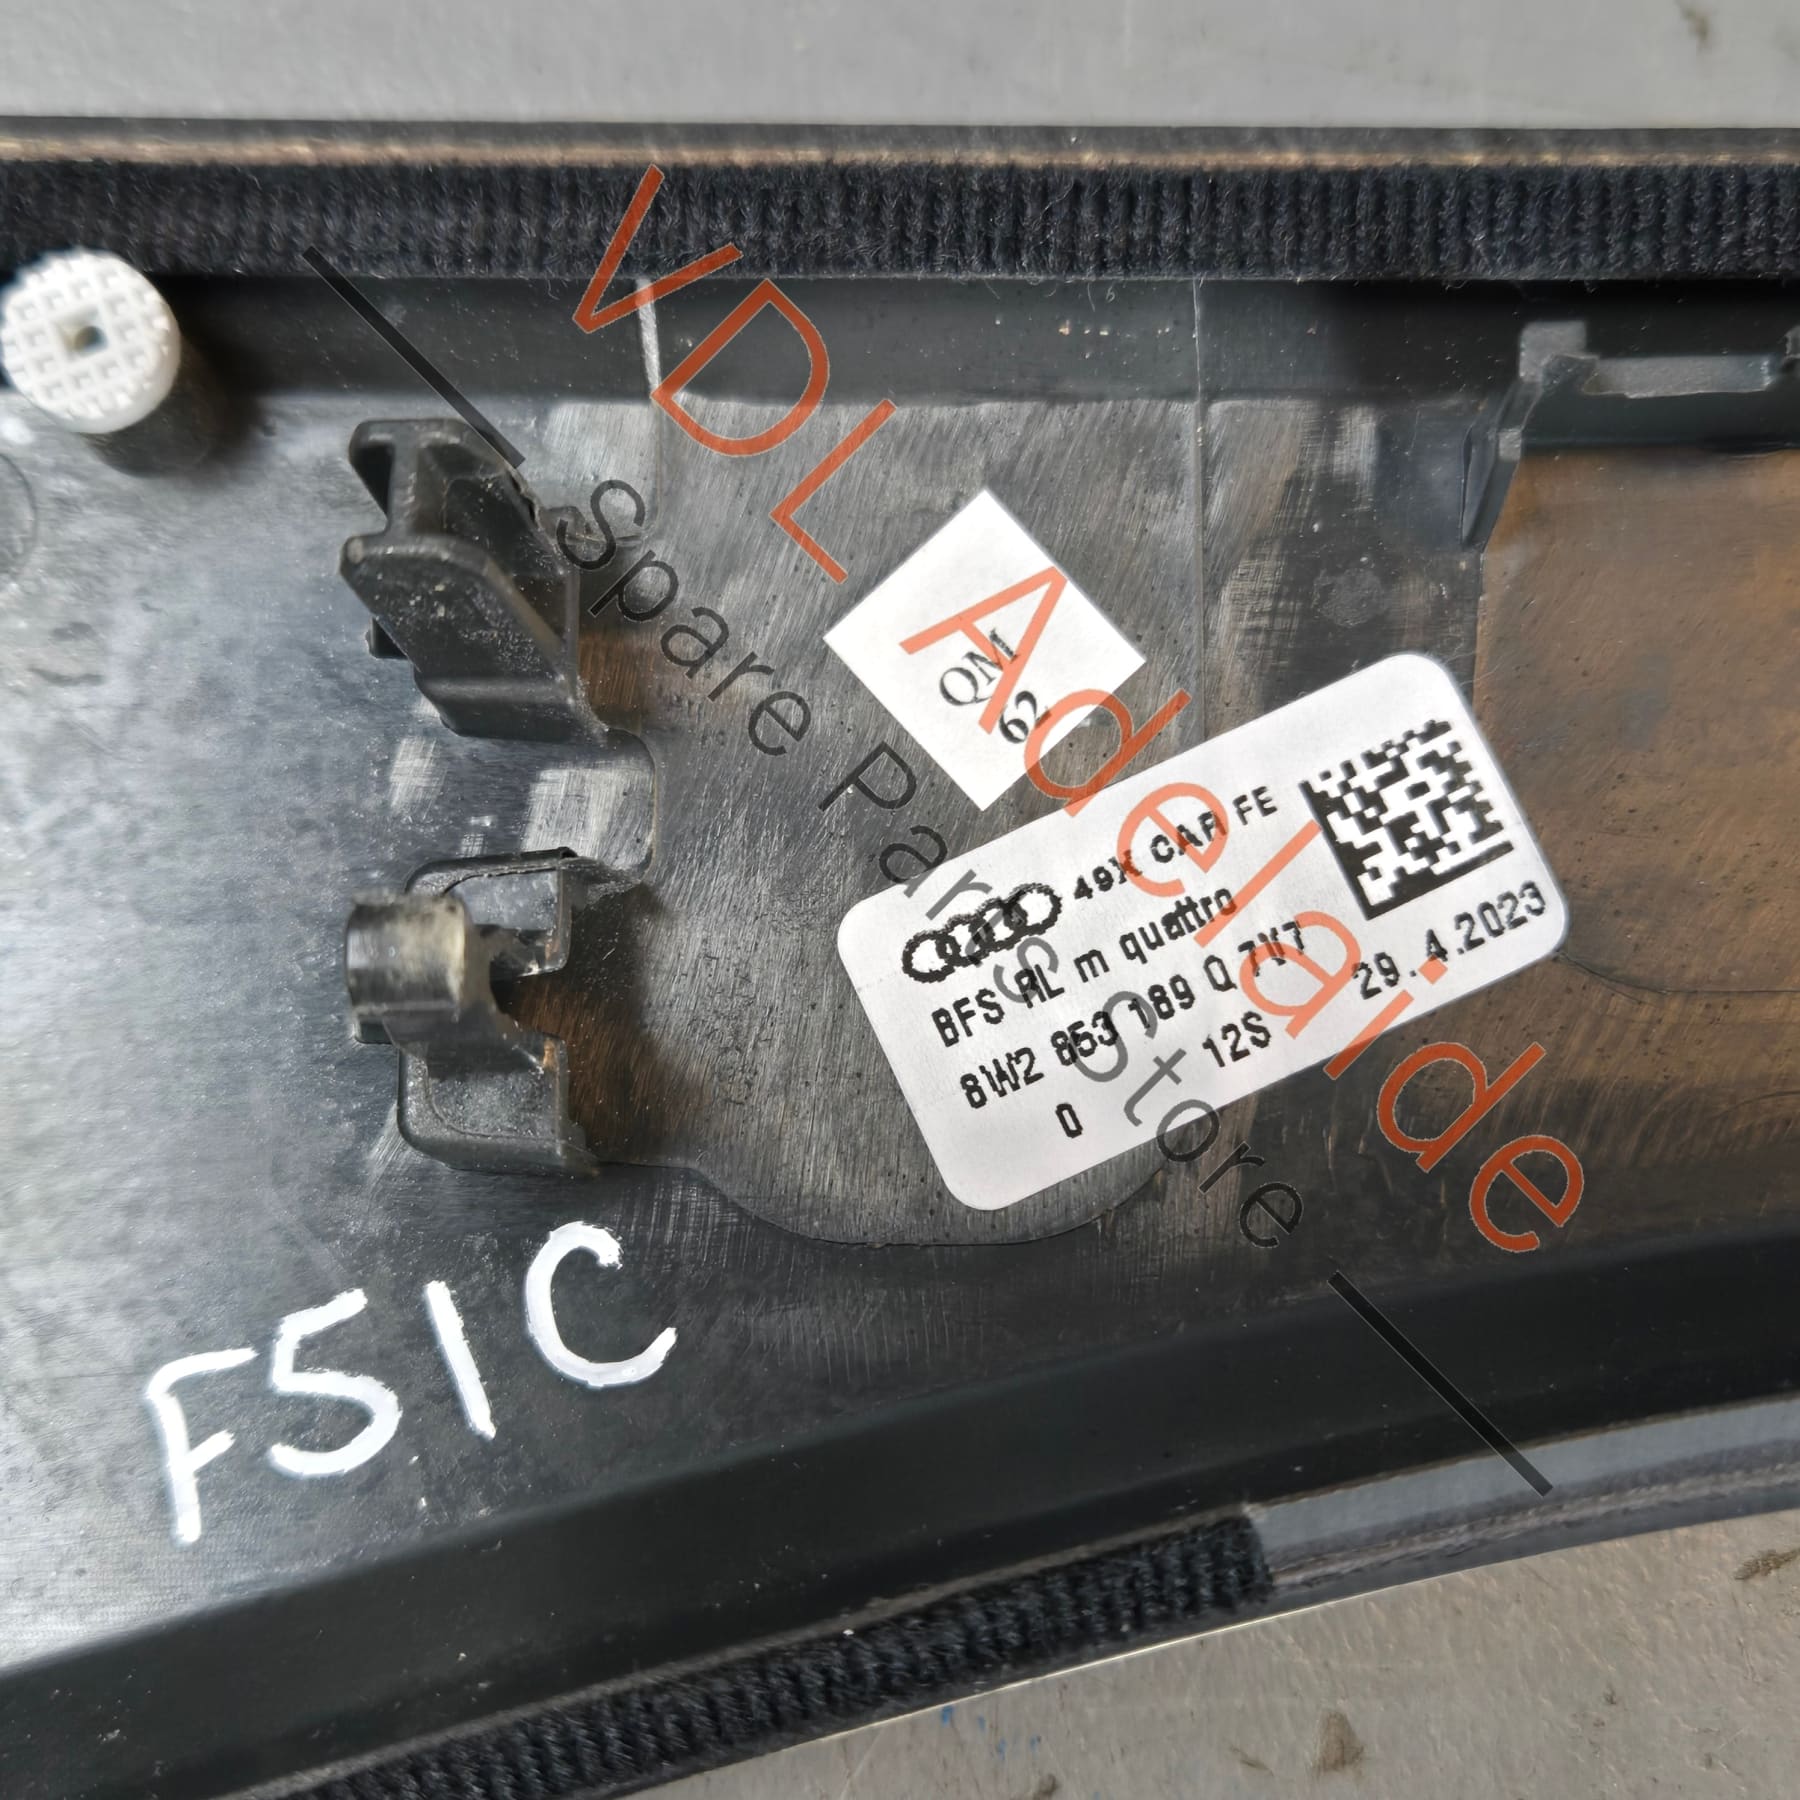 VDL Adelaide
Spare Parts Store
QM
62
49X CAR FE
BFS RL m quattro
8W2 853 189 Q 7V7
0 12S 29.4.2023
F51C